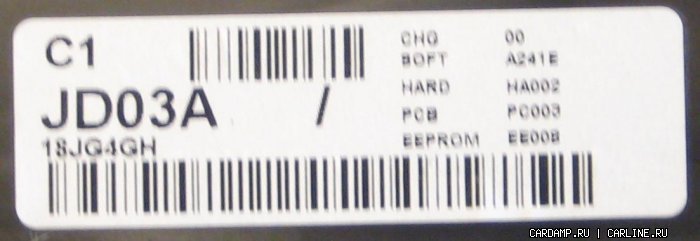 C1
CHG 00
SOFT A241E
HARD HA002
JD03A /
PCB PC003
18JG4GH
EEPROM EE008
CARDAMP.RU | CARLINE.RU